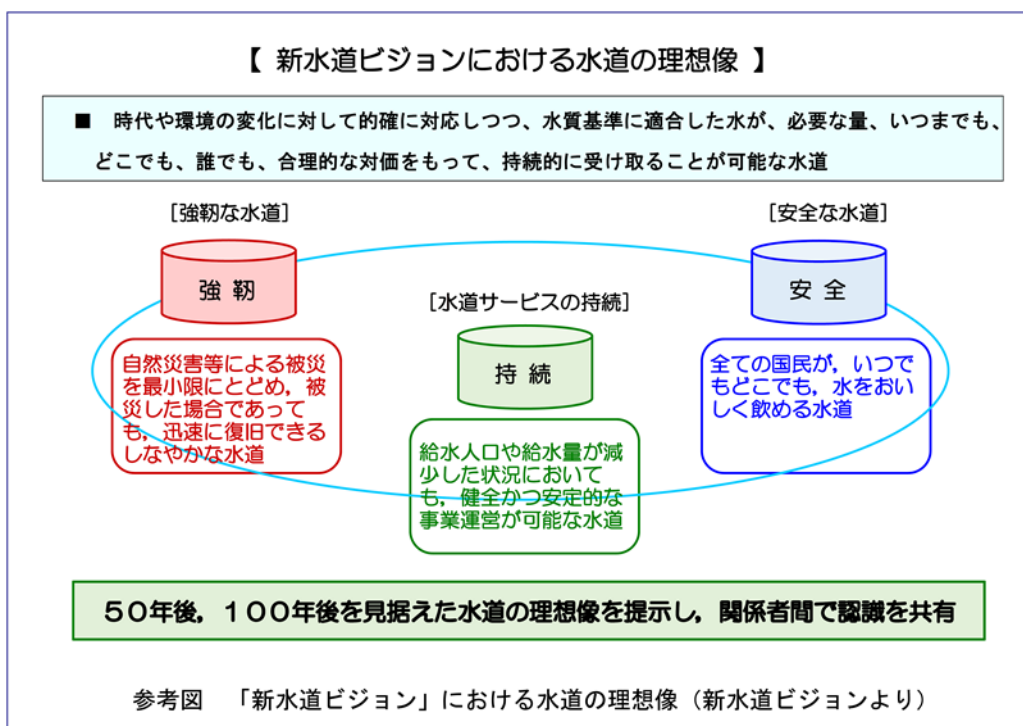 【 新水道ビジョンにおける水道の理想像 】
■ 時代や環境の変化に対して的確に対応しつつ、水質基準に適合した水が、必要な量、いつまでも、
どこでも、誰でも、合理的な対価をもって、持続的に受け取ることが可能な水道
[強靭な水道]
強 靭
自然災害等による被災
を最小限にとどめ，被
災した場合であって
も，迅速に復旧できる
しなやかな水道
[水道サービスの持続]
持 続
給水人口や給水量が減
少した状況において
も，健全かつ安定的な
事業運営が可能な水道
[安全な水道]
安 全
全ての国民が，いつで
もどこでも，水をおい
しく飲める水道
５０年後，１００年後を見据えた水道の理想像を提示し，関係者間で認識を共有
参考図 「新水道ビジョン」における水道の理想像（新水道ビジョンより）